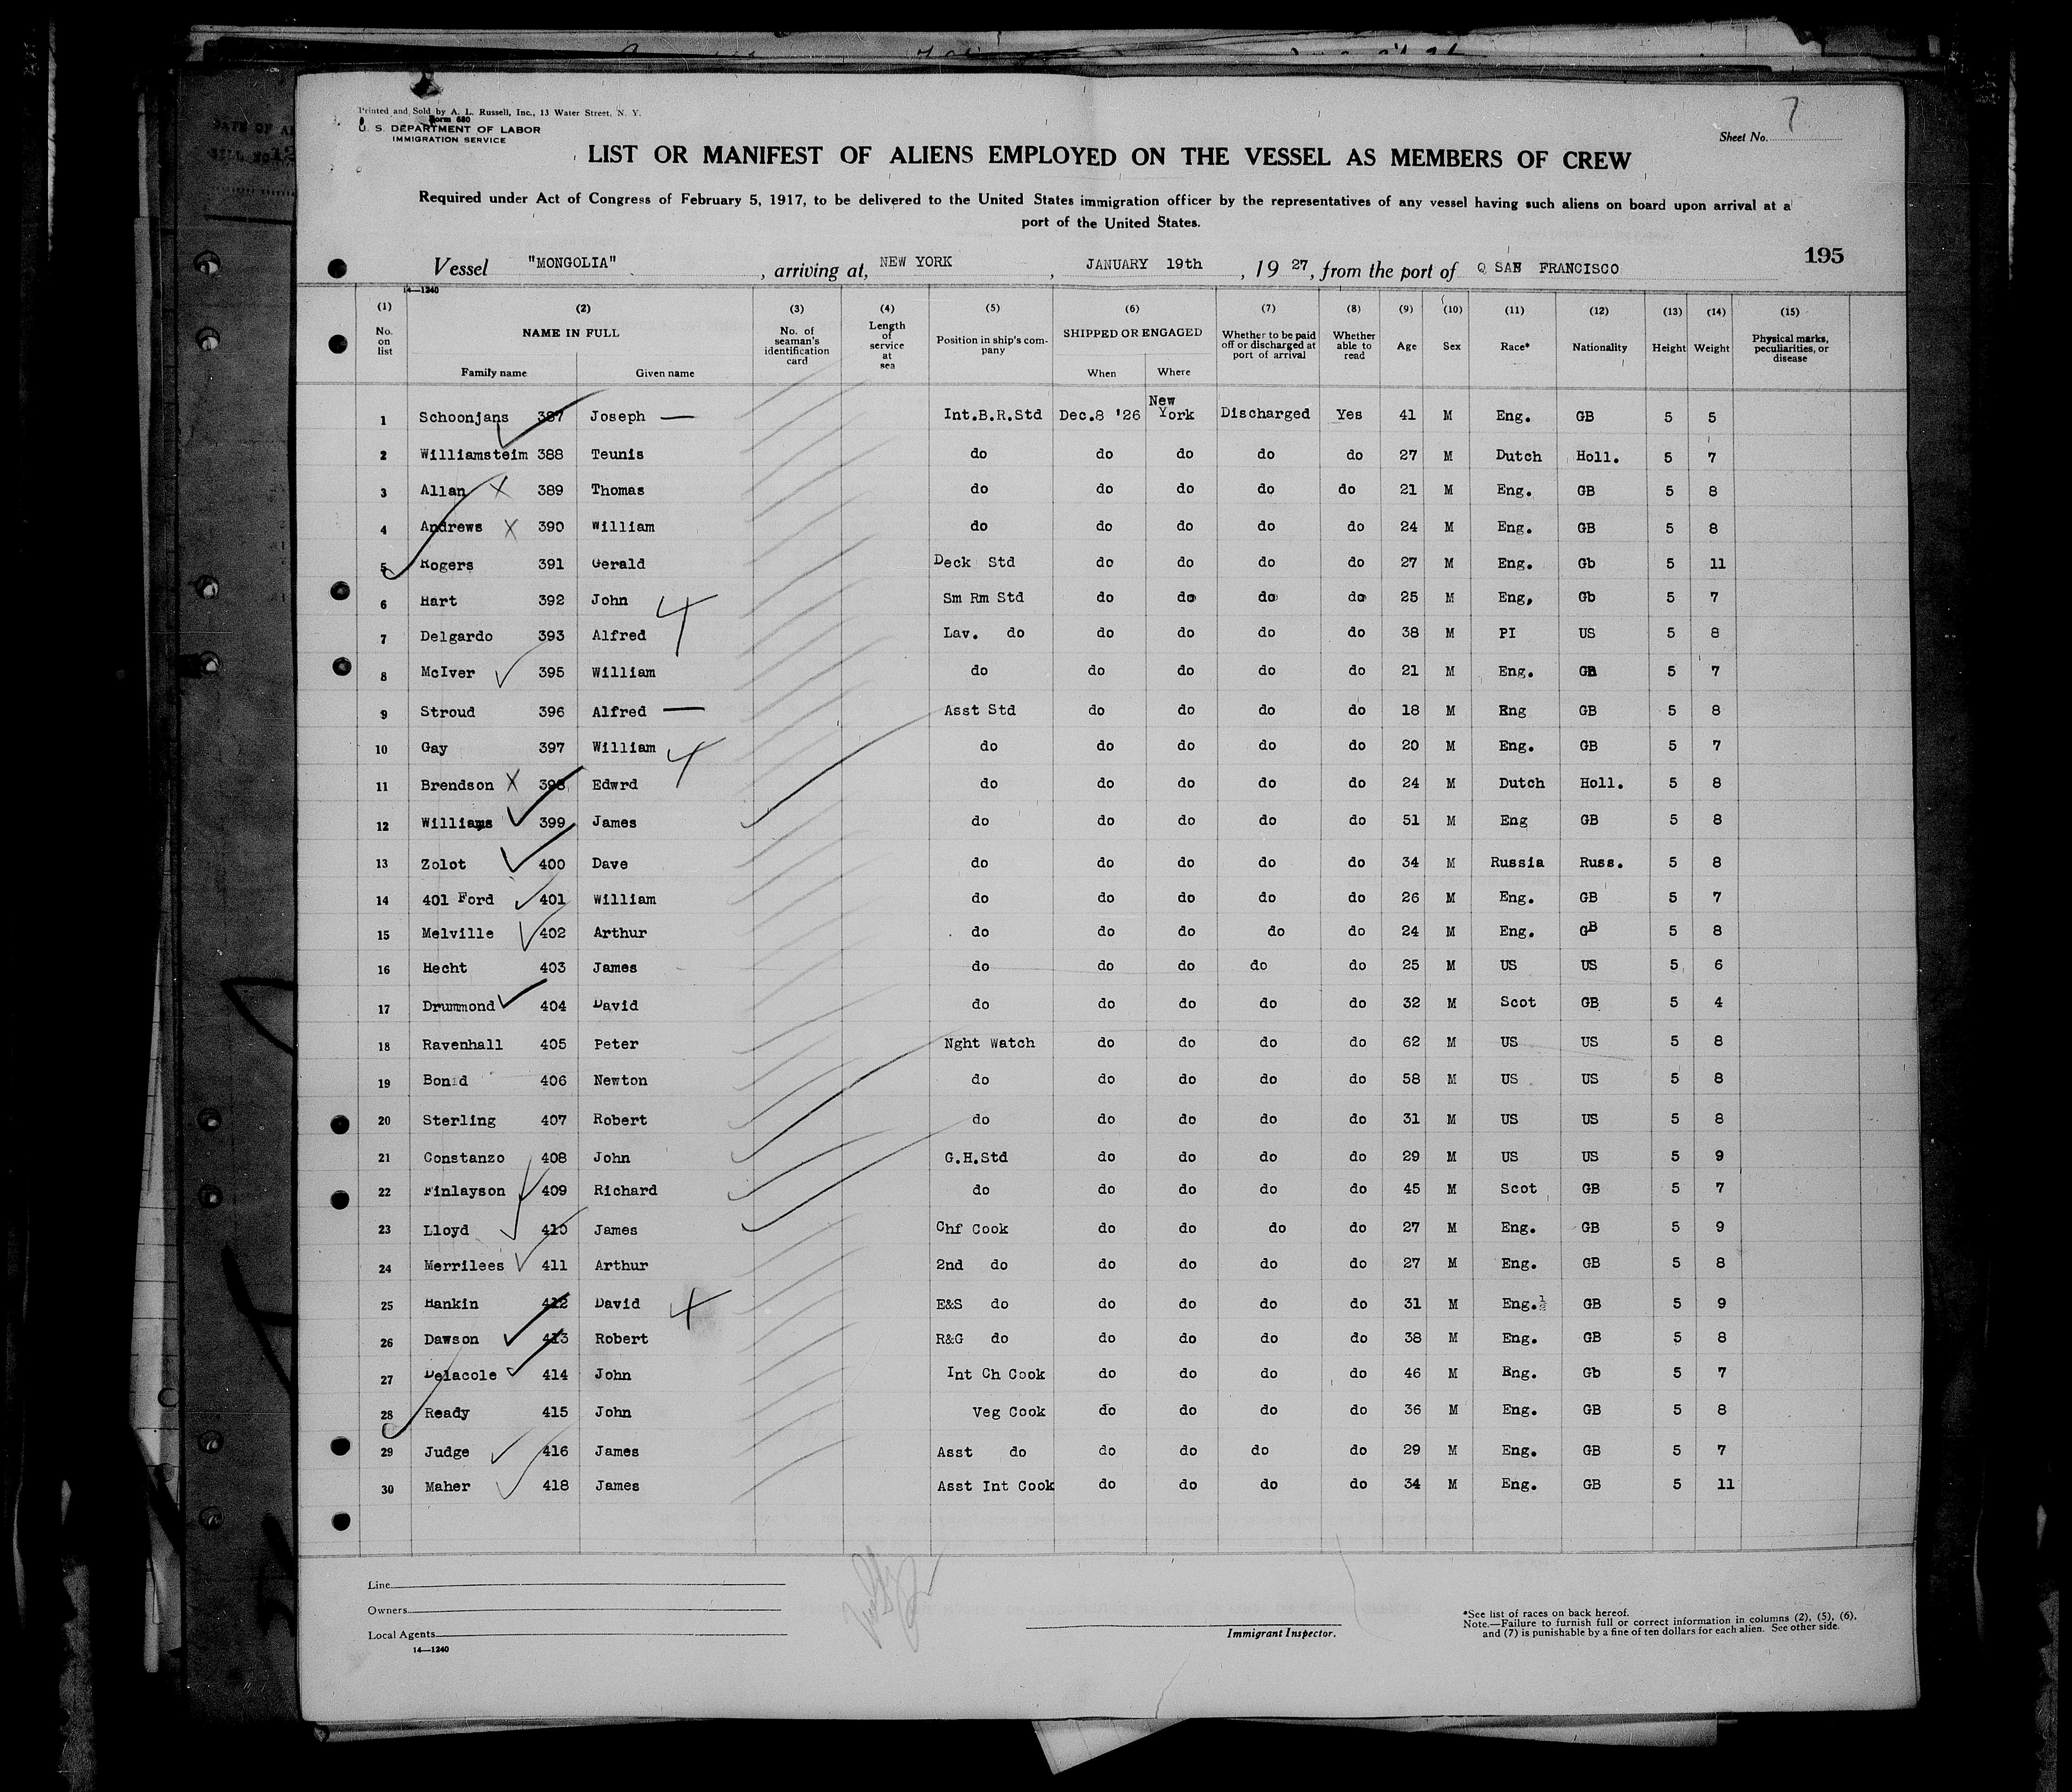 Printed and Sold by A. L. Russell, Inc., 13 Water Street, N. Y.
Form 680
U. S. DEPARTMENT OF LABOR
IMMIGRATION SERVICE
Sheet No. 7
LIST OR MANIFEST OF ALIENS EMPLOYED ON THE VESSEL AS MEMBERS OF CREW
Required under Act of Congress of February 5, 1917, to be delivered to the United States immigration officer by the representatives of any vessel having such aliens on board upon arrival at a
port of the United States.
195
Vessel "MONGOLIA", arriving at, NEW YORK, JANUARY 19th, 19 27, from the port of Q SAN FRANCISCO
14—1240
(1) (2) (3) (4) (5) (6) (7) (8) (9) (10) (11) (12) (13) (14) (15)
No. on list NAME IN FULL Family name Given name No. of seaman's identification card Length of service at sea Position in ship's company SHIPPED OR ENGAGED When Where Whether to be paid off or discharged at port of arrival Whether able to read Age Sex Race* Nationality Height Weight Physical marks, peculiarities, or disease
1 Schoonjans 387 Joseph — Int.B.R.Std Dec.8 '26 New York Discharged Yes 41 M Eng. GB 5 5
2 Williamsteim 388 Teunis do do do do do 27 M Dutch Holl. 5 7
3 Allan X 389 Thomas do do do do do 21 M Eng. GB 5 8
4 Andrews X 390 William do do do do do 24 M Eng. GB 5 8
5 Rogers 391 Gerald Deck Std do do do do 27 M Eng. Gb 5 11
6 Hart 392 John Sm Rm Std do do do do 25 M Eng, Gb 5 7
7 Delgardo 393 Alfred Lav. do do do do do 38 M PI US 5 8
8 McIver 395 William do do do do do 21 M Eng. GB 5 7
9 Stroud 396 Alfred — Asst Std do do do do 18 M Eng GB 5 8
10 Gay 397 William do do do do do 20 M Eng. GB 5 7
11 Brendson X 398 Edwrd do do do do do 24 M Dutch Holl. 5 8
12 Williams 399 James do do do do do 51 M Eng GB 5 8
13 Zolot 400 Dave do do do do do 34 M Russia Russ. 5 8
14 401 Ford 401 William do do do do do 26 M Eng. GB 5 7
15 Melville 402 Arthur do do do do do 24 M Eng. GB 5 8
16 Hecht 403 James do do do do do 25 M US US 5 6
17 Drummond 404 David do do do do do 32 M Scot GB 5 4
18 Ravenhall 405 Peter Nght Watch do do do do 62 M US US 5 8
19 Bond 406 Newton do do do do do 58 M US US 5 8
20 Sterling 407 Robert do do do do do 31 M US US 5 8
21 Constanzo 408 John G.H.Std do do do do 29 M US US 5 9
22 Finlayson 409 Richard do do do do do 45 M Scot GB 5 7
23 Lloyd 410 James Chf Cook do do do do 27 M Eng. GB 5 9
24 Merrilees 411 Arthur 2nd do do do do do 27 M Eng. GB 5 8
25 Hankin 412 David E&S do do do do do 31 M Eng.½ GB 5 9
26 Dawson 413 Robert R&G do do do do do 38 M Eng. GB 5 8
27 Delacole 414 John Int Ch Cook do do do do 46 M Eng. Gb 5 7
28 Ready 415 John Veg Cook do do do do 36 M Eng. GB 5 8
29 Judge 416 James Asst do do do do do 29 M Eng. GB 5 7
30 Maher 418 James Asst Int Cook do do do do 34 M Eng. GB 5 11
Line
Owners
Local Agents
14—1240
Immigrant Inspector.
*See list of races on back hereof.
Note.—Failure to furnish full or correct information in columns (2), (5), (6),
and (7) is punishable by a fine of ten dollars for each alien. See other side.